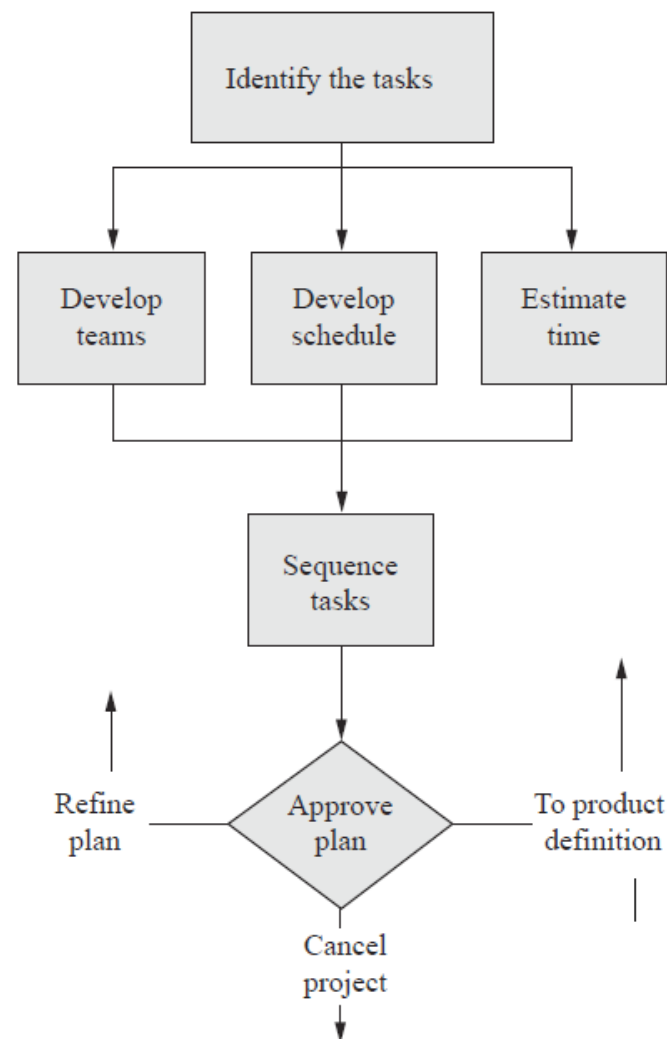 Identify the tasks
Develop
teams
Develop
schedule
Estimate
time
Sequence
tasks
Refine
plan
Approve
plan
To product
definition
Cancel
project